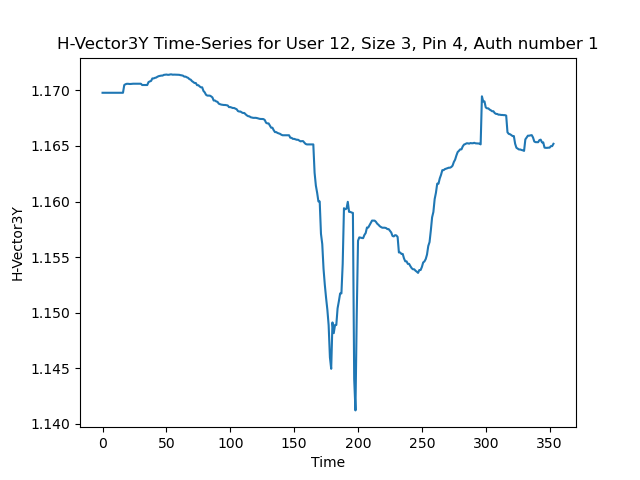 H-Vector3Y Time-Series for User 12, Size 3, Pin 4, Auth number 1
1.170
1.165
1.160
1.155
1.150
1.145
1.140
H-Vector3Y
0 50 100 150 200 250 300 350
Time